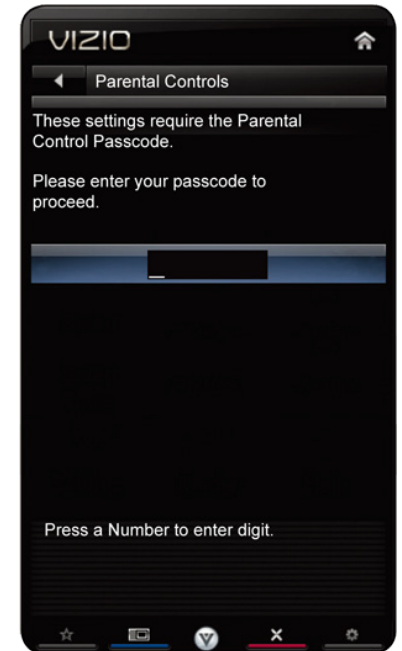 VIZIO
Parental Controls
These settings require the Parental
Control Passcode.
Please enter your passcode to
proceed.
Press a Number to enter digit.
V